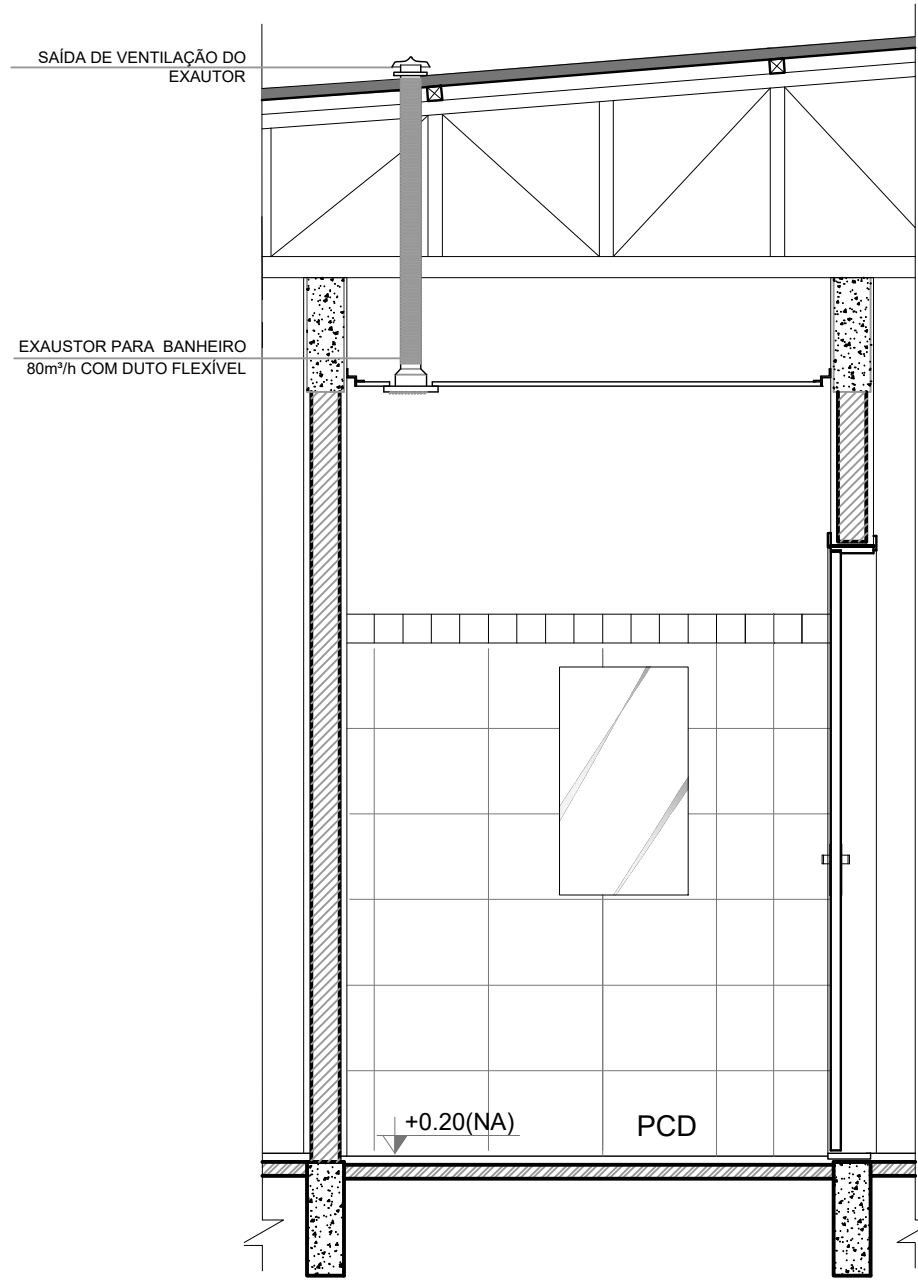 SAÍDA DE VENTILAÇÃO DO
EXAUTOR
EXAUSTOR PARA BANHEIRO
80m³/h COM DUTO FLEXÍVEL
+0.20(NA)
PCD